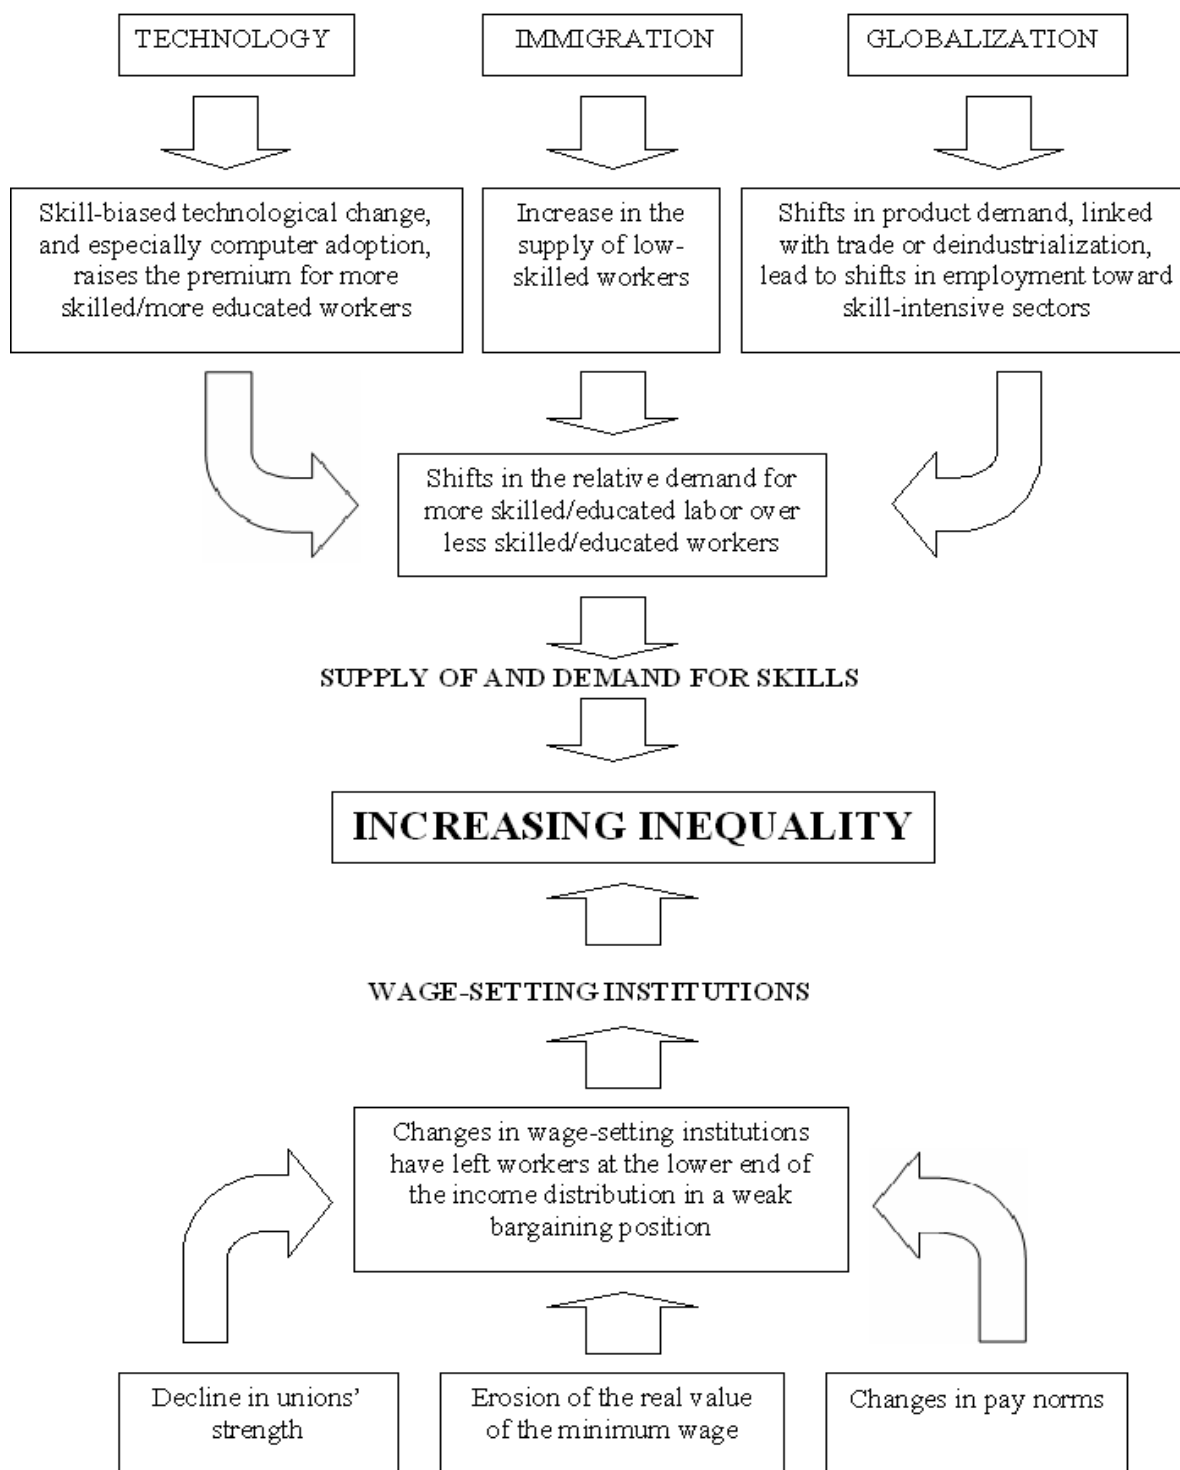 TECHNOLOGY
IMMIGRATION
GLOBALIZATION
Skill-biased technological change,
and especially computer adoption,
raises the premium for more
skilled/more educated workers
Increase in the
supply of low-
skilled workers
Shifts in product demand, linked
with trade or deindustrialization,
lead to shifts in employment toward
skill-intensive sectors
Shifts in the relative demand for
more skilled/educated labor over
less skilled/educated workers
SUPPLY OF AND DEMAND FOR SKILLS
INCREASING INEQUALITY
WAGE-SETTING INSTITUTIONS
Changes in wage-setting institutions
have left workers at the lower end of
the income distribution in a weak
bargaining position
Decline in unions’
strength
Erosion of the real value
of the minimum wage
Changes in pay norms